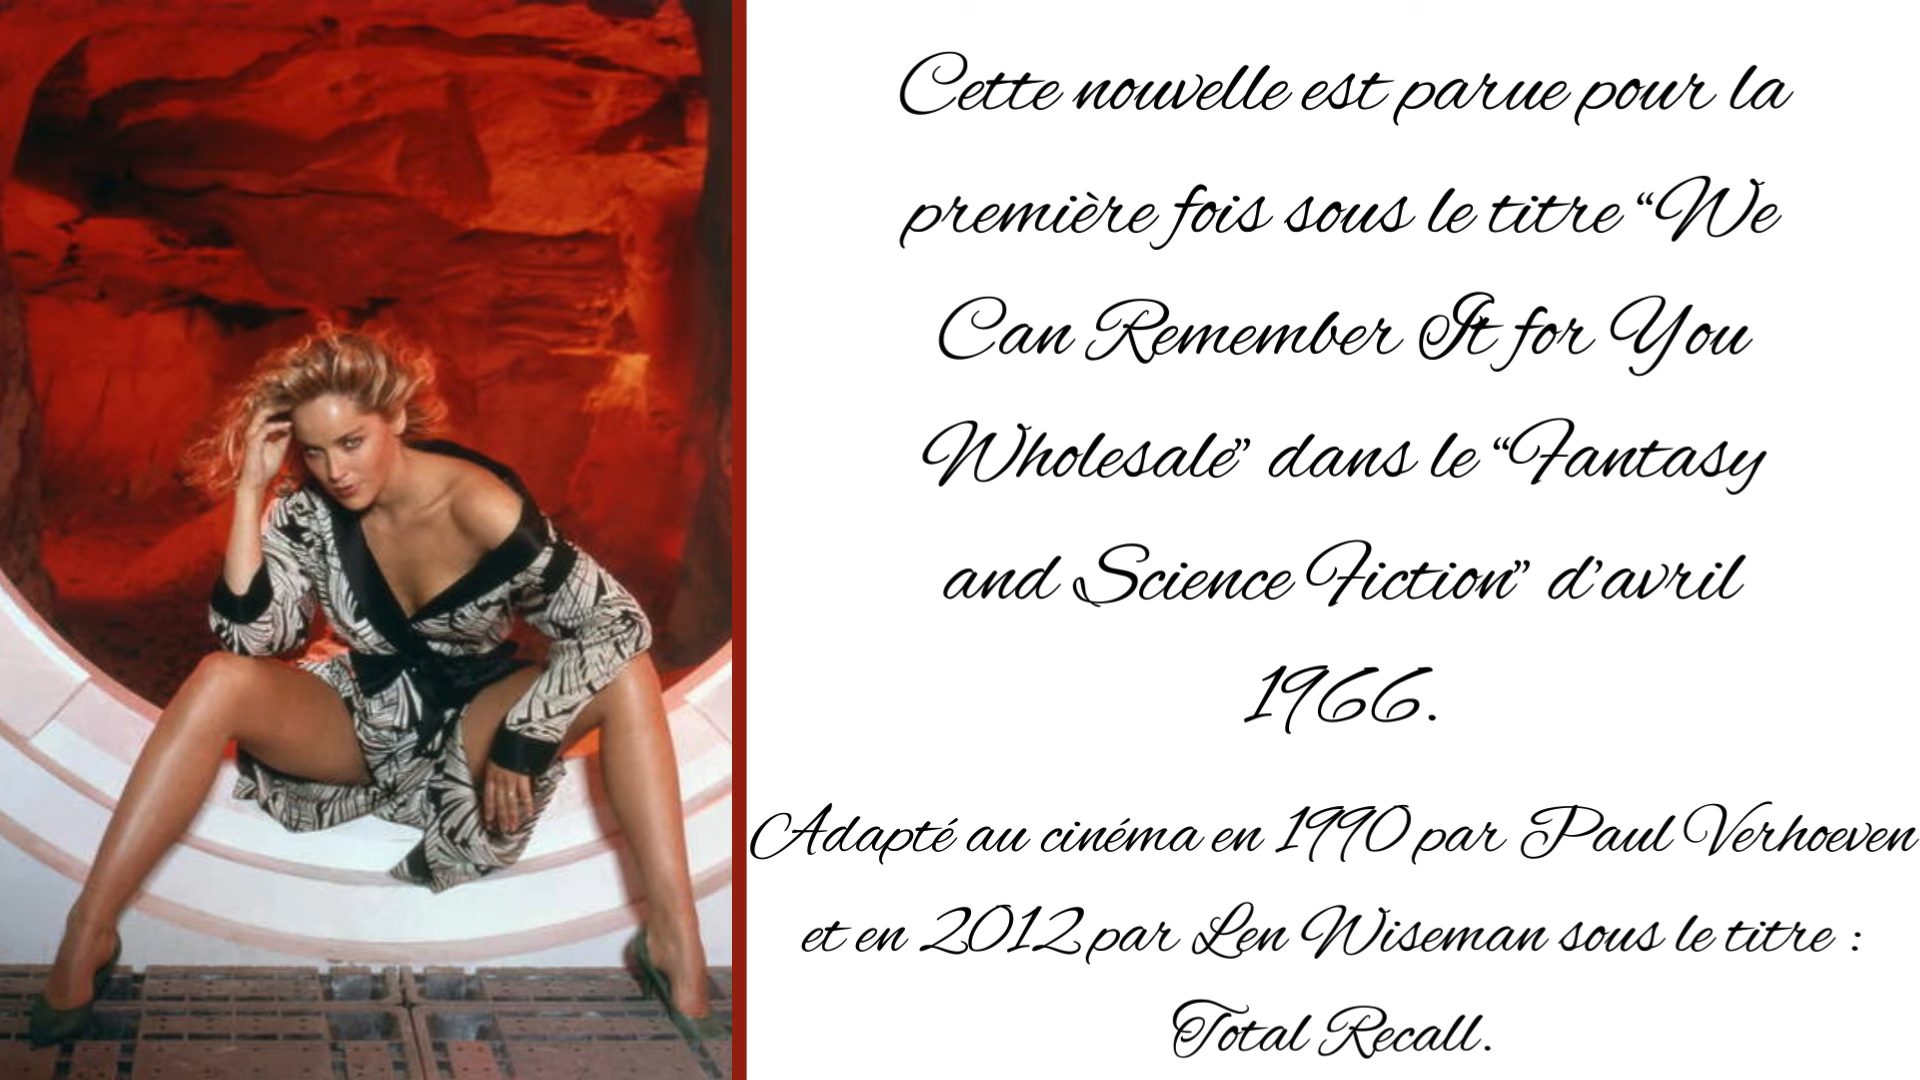 Cette nouvelle est parue pour la
première fois sous le titre “We
Can Remember It for You
Wholesale” dans le “Fantasy
and Science Fiction” d’avril
1966.
Adapté au cinéma en 1990 par Paul Verhoeven
et en 2012 par Len Wiseman sous le titre :
Total Recall.